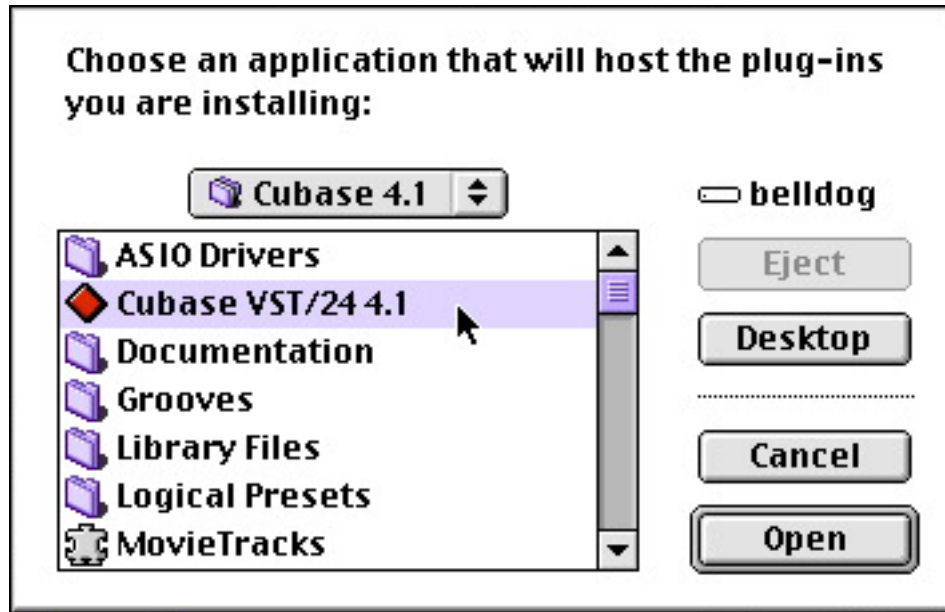 Choose an application that will host the plug-ins
you are installing:
Cubase 4.1
belldog
ASIO Drivers
Cubase VST/24 4.1
Documentation
Grooves
Library Files
Logical Presets
MovieTracks
Eject
Desktop
Cancel
Open